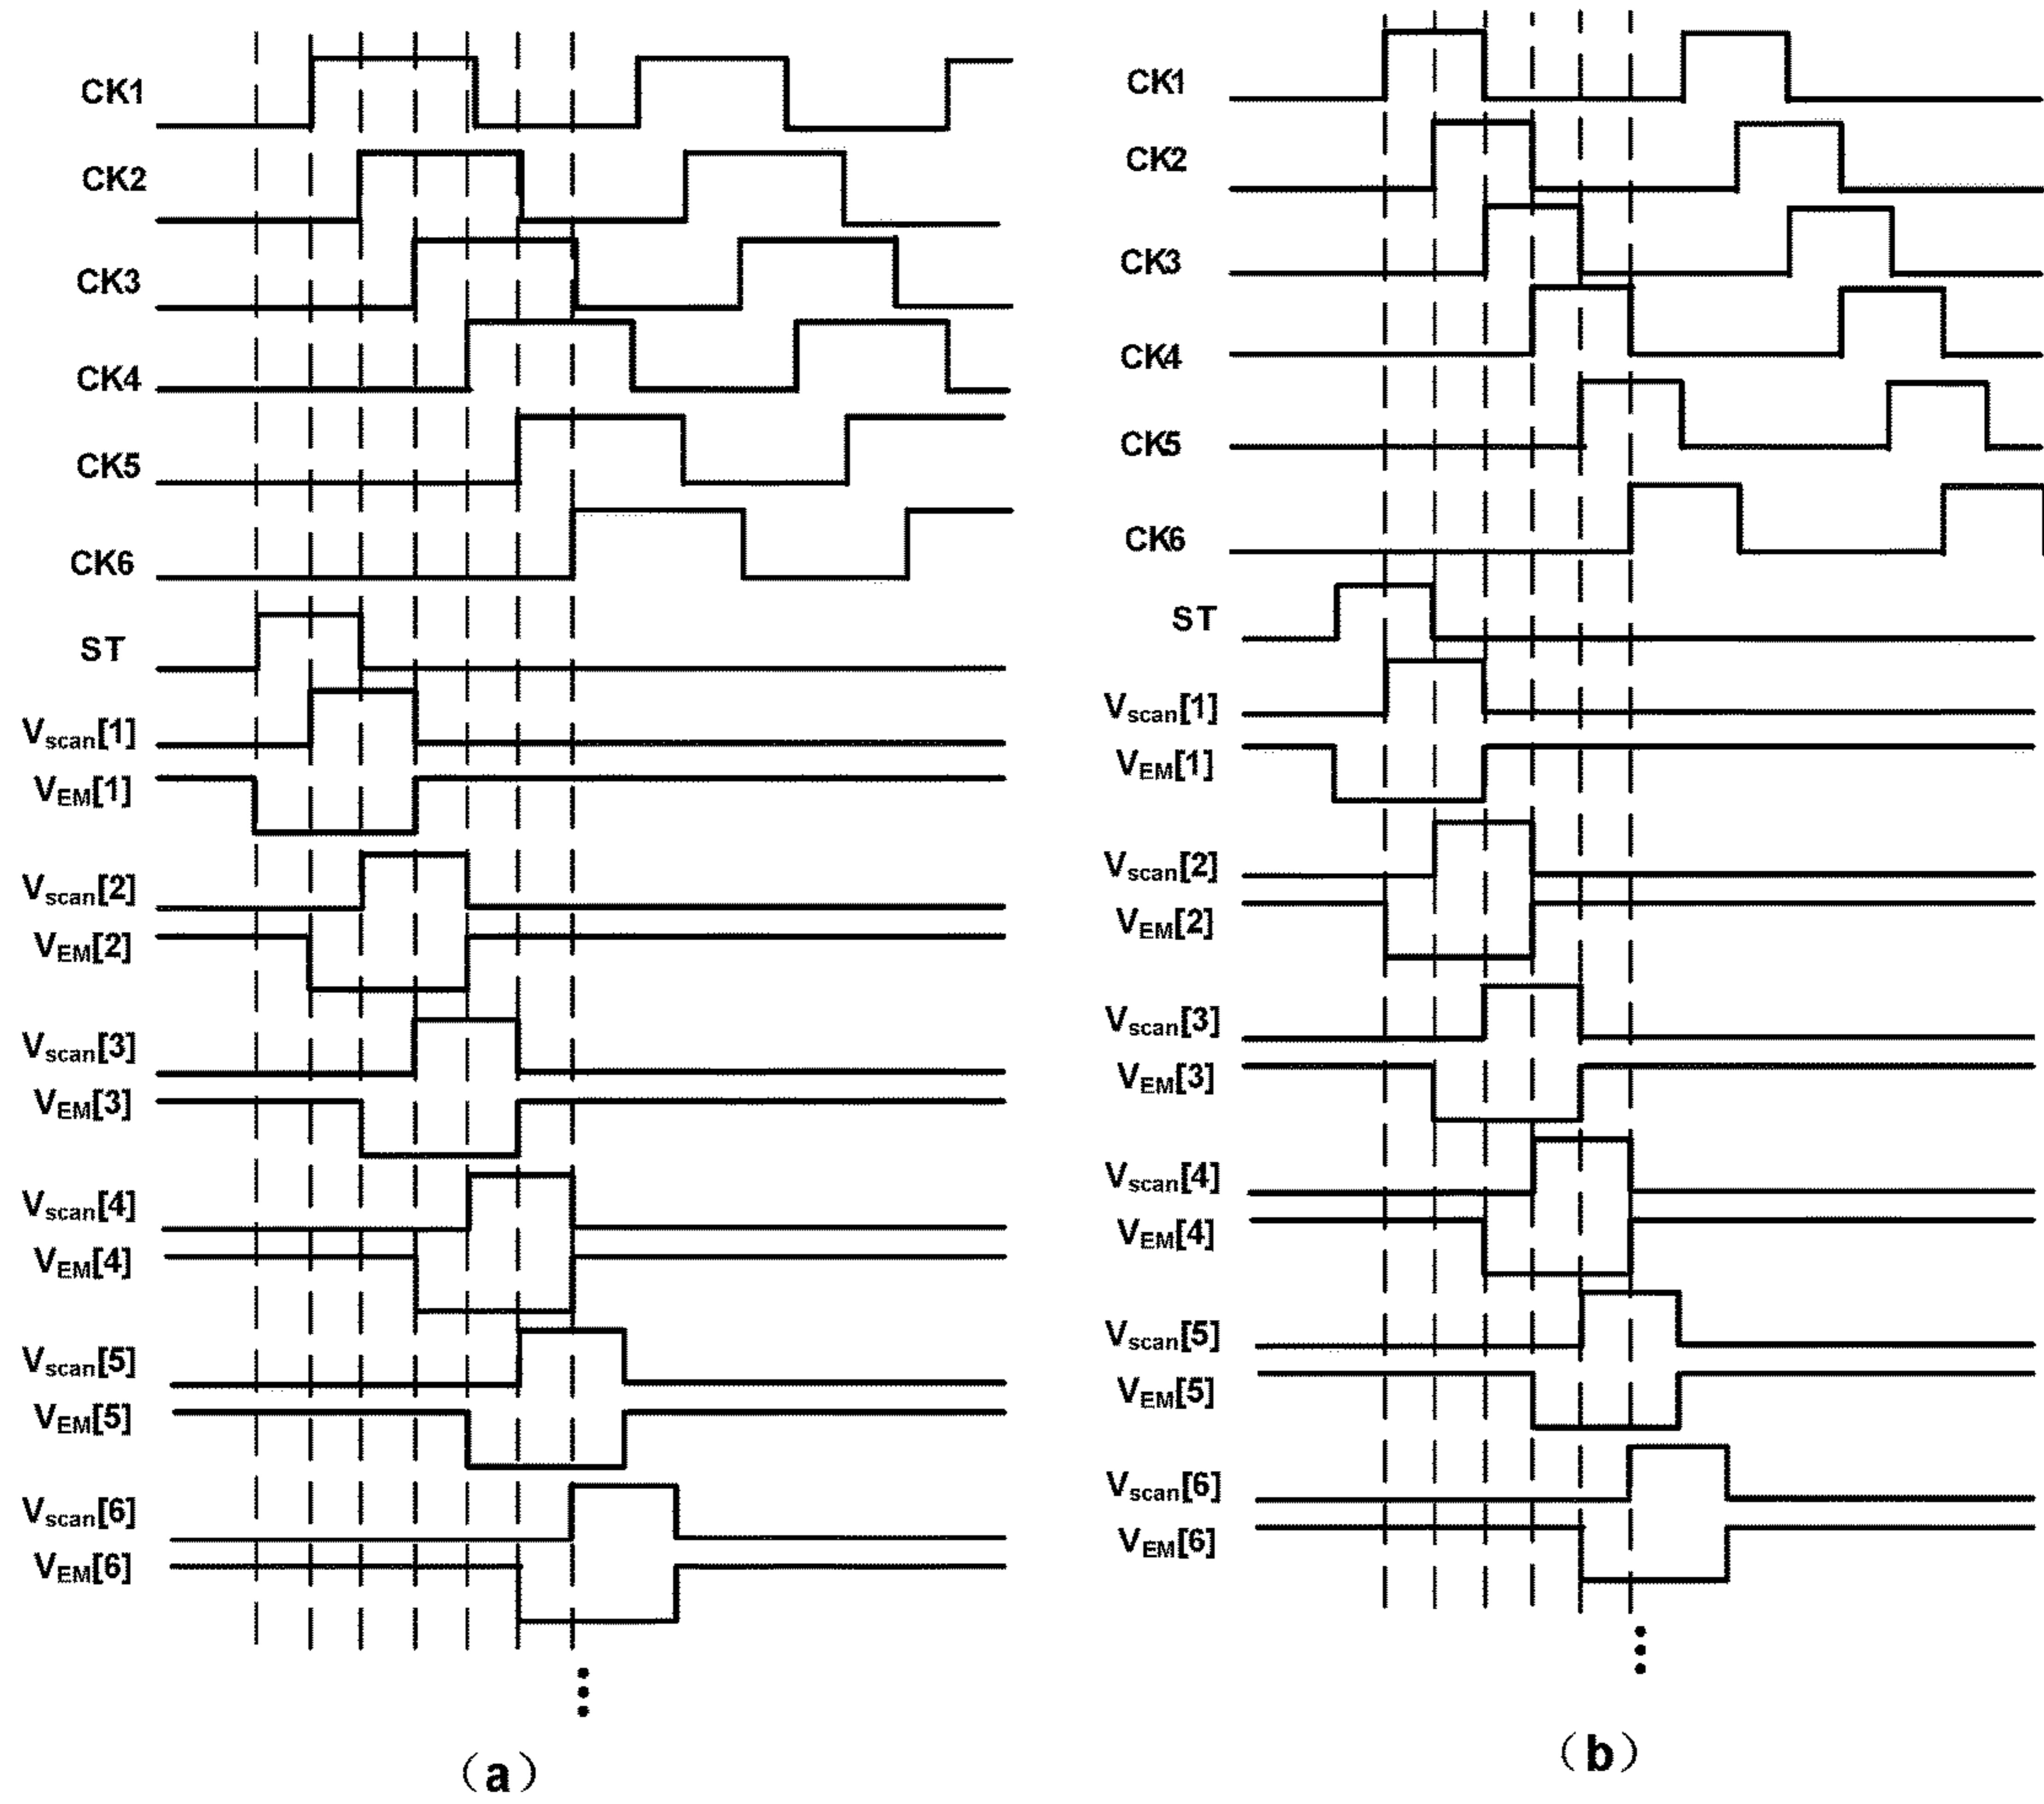 CK1
CK2
CK3
CK4
CK5
CK6
ST
Vscan[1]
VEM[1]
Vscan[2]
VEM[2]
Vscan[3]
VEM[3]
Vscan[4]
VEM[4]
Vscan[5]
VEM[5]
Vscan[6]
VEM[6]
（a）
CK1
CK2
CK3
CK4
CK5
CK6
ST
Vscan[1]
VEM[1]
Vscan[2]
VEM[2]
Vscan[3]
VEM[3]
Vscan[4]
VEM[4]
Vscan[5]
VEM[5]
Vscan[6]
VEM[6]
（b）